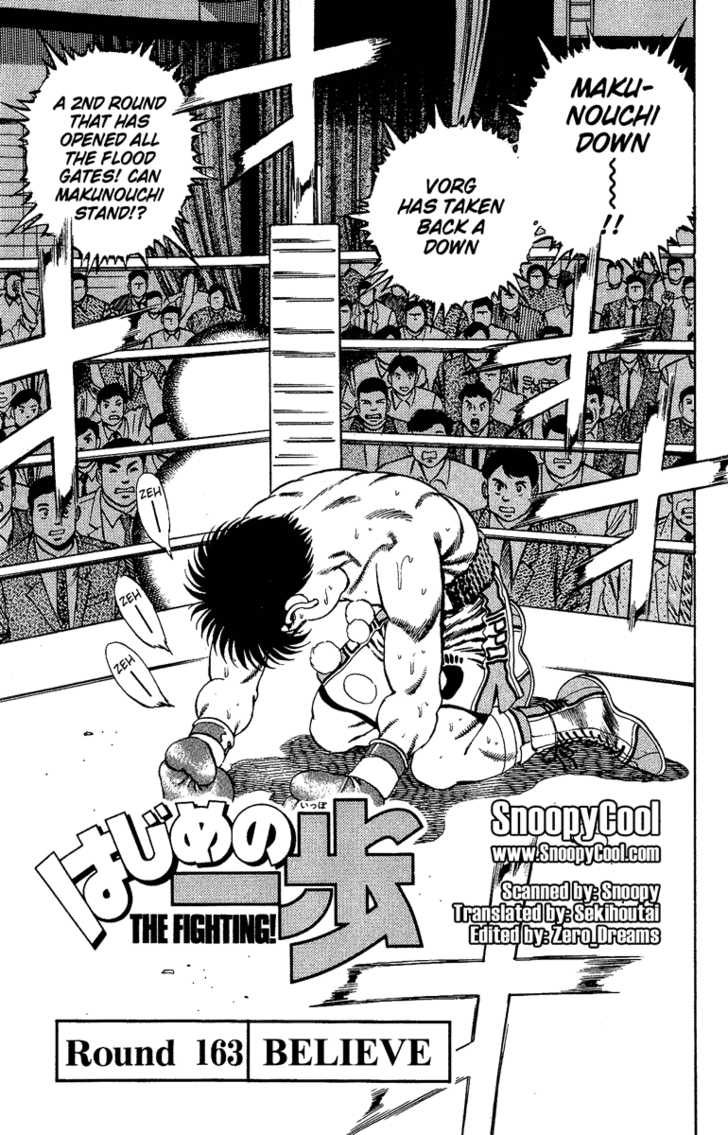 MAKU-
NOUCHI
DOWN
~
!!
VORG
HAS TAKEN
BACK A
DOWN
A 2ND ROUND
THAT HAS
OPENED ALL
THE FLOOD
GATES! CAN
MAKUNOUCHI
STAND!?
ZEH
ZEH
ZEH
いっぽ
はじめの一歩
THE FIGHTING!
SnoopyCool
www.SnoopyCool.com
Scanned by: Snoopy
Translated by: Sekihoutai
Edited by: Zero_Dreams
Round 163 BELIEVE